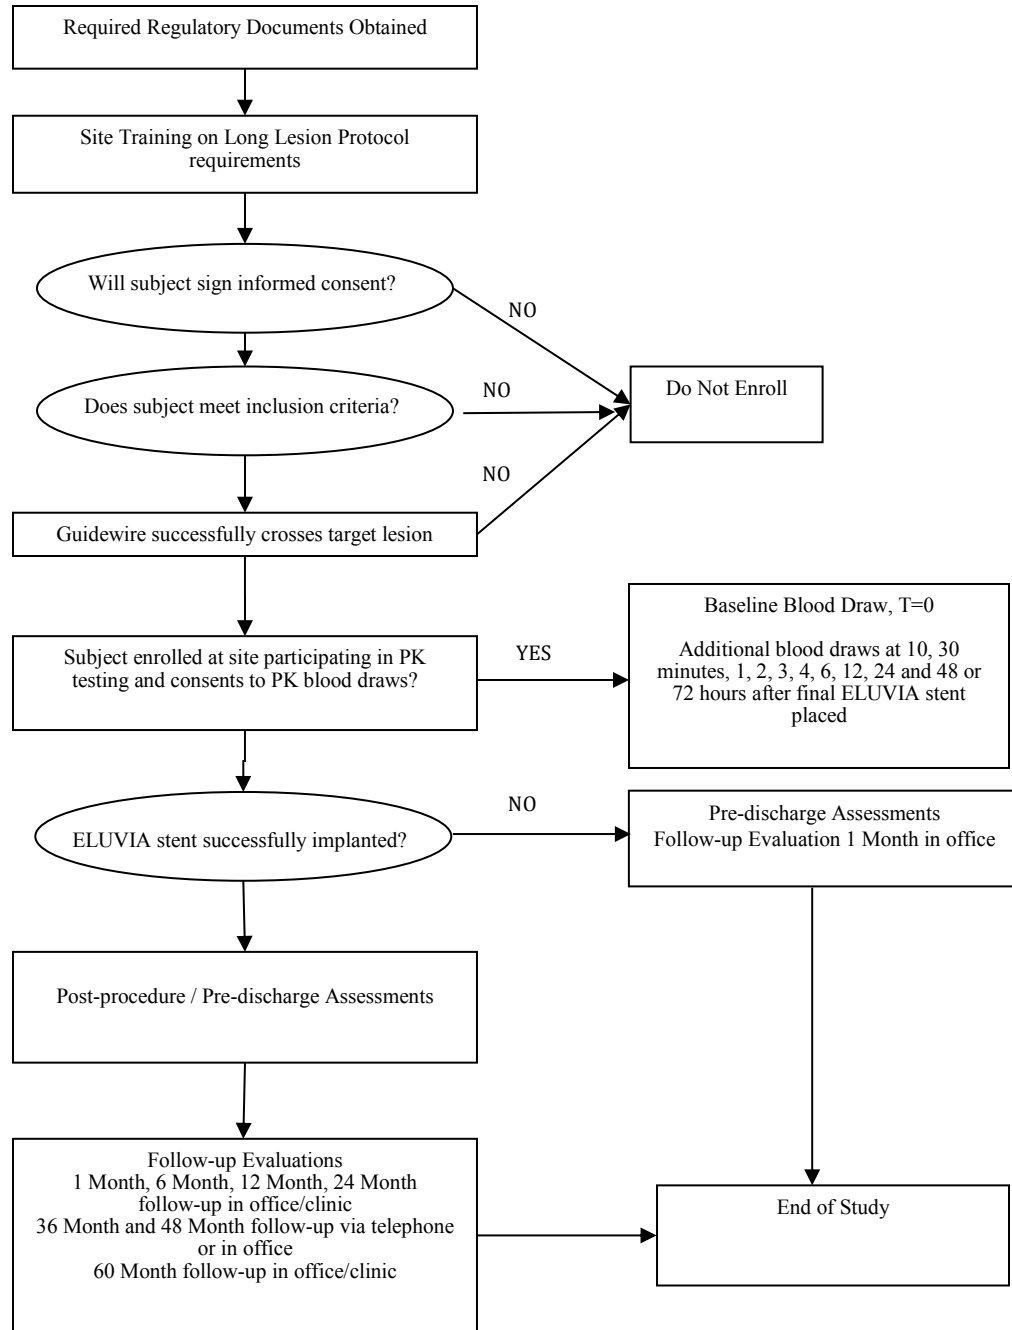 Required Regulatory Documents Obtained
Site Training on Long Lesion Protocol
requirements
Will subject sign informed consent?
NO
Does subject meet inclusion criteria?
NO
Do Not Enroll
NO
Guidewire successfully crosses target lesion
Subject enrolled at site participating in PK
testing and consents to PK blood draws?
YES
Baseline Blood Draw, T=0
Additional blood draws at 10, 30
minutes, 1, 2, 3, 4, 6, 12, 24 and 48 or
72 hours after final ELUVIA stent
placed
ELUVIA stent successfully implanted?
NO
Pre-discharge Assessments
Follow-up Evaluation 1 Month in office
Post-procedure / Pre-discharge Assessments
Follow-up Evaluations
1 Month, 6 Month, 12 Month, 24 Month
follow-up in office/clinic
36 Month and 48 Month follow-up via telephone
or in office
60 Month follow-up in office/clinic
End of Study